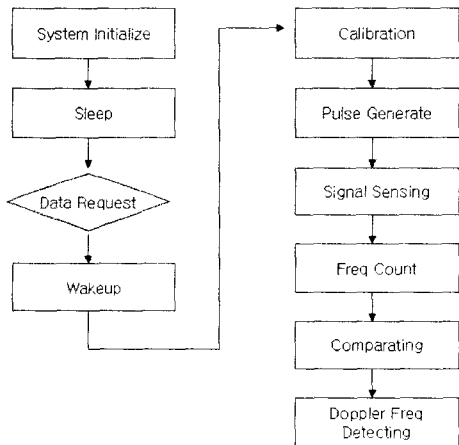 System Initialize
Sleep
Data Request
Wakeup
Calibration
Pulse Generate
Signal Sensing
Freq Count
Comparating
Doppler Freq
Detecting